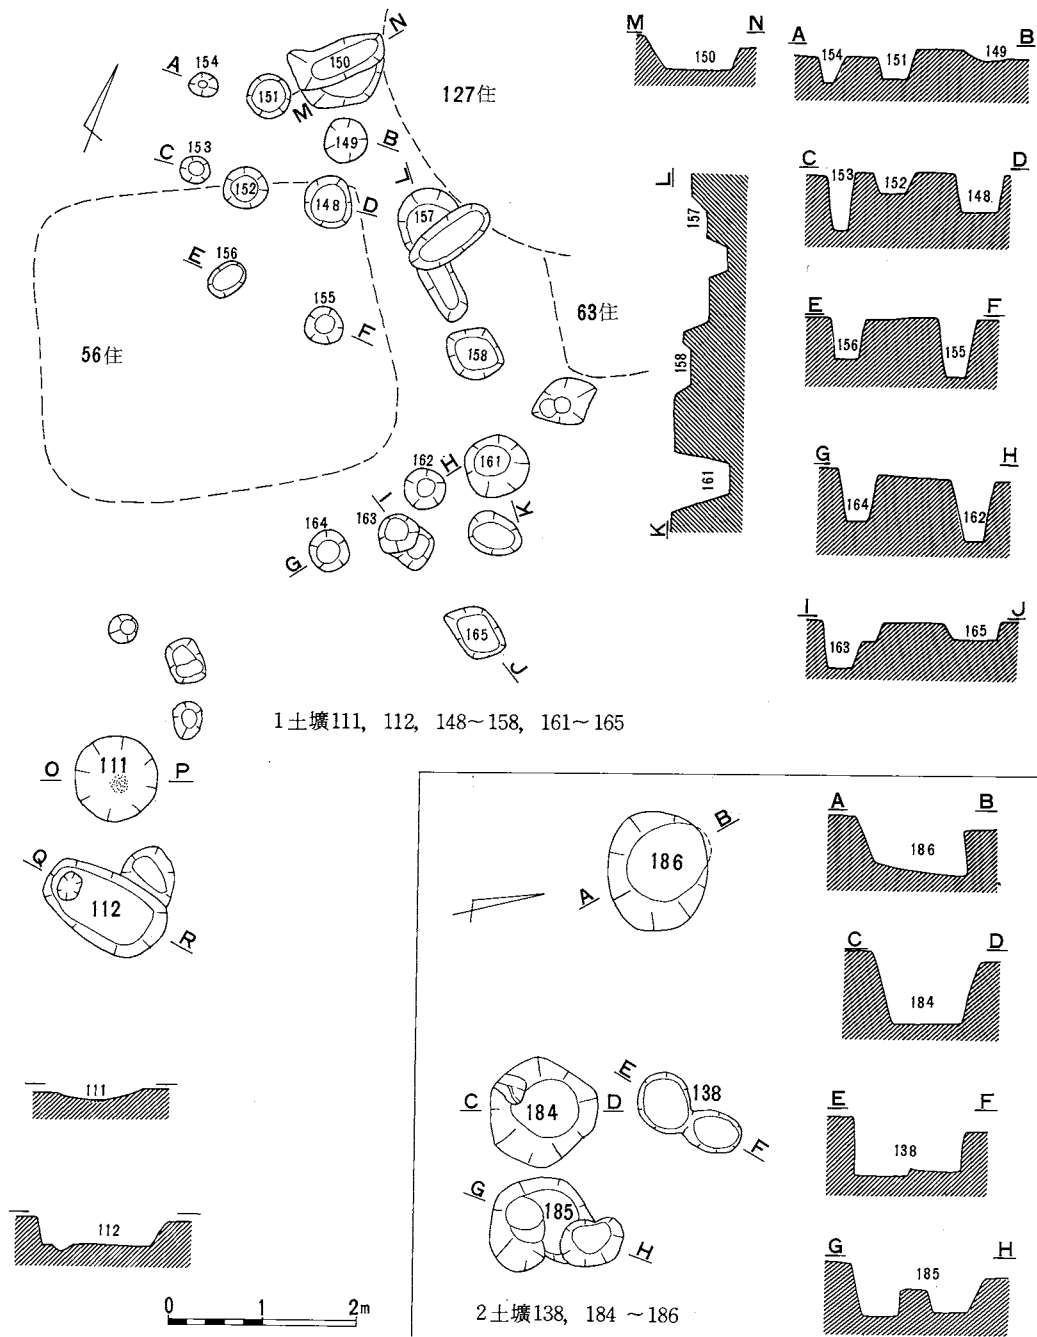 N
M N
A 154 150 150 A 154 151 149 B
151 M 127住
149 B
C 153 C 153 152 148 D
152 148 D L L
157 157
E 156
155 F 63住 E 156 155 F
56住 158 158
162 H 161 G 164 162 H
I 161
164 163 K K
G
I 163 165 J
165
J
1土壙111, 112, 148～158, 161～165
O 111 P
A 186 B
186 B
A
Q
112
R
C 184 D
E 138
C 184 D
F
111
G 185 H
E 138 F
112
G 185 H
0 1 2m
2土壙138, 184～186